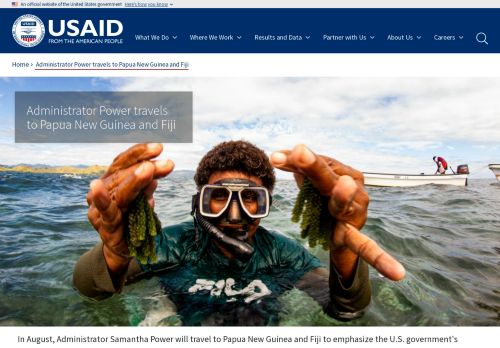 An official website of the United States government Here's how you know
USAID
FROM THE AMERICAN PEOPLE
What We Do
Where We Work
Results and Data
Partner with Us
About Us
Careers
Home › Administrator Power travels to Papua New Guinea and Fiji
Administrator Power travels
to Papua New Guinea and Fiji
FILA
In August, Administrator Samantha Power will travel to Papua New Guinea and Fiji to emphasize the U.S. government's